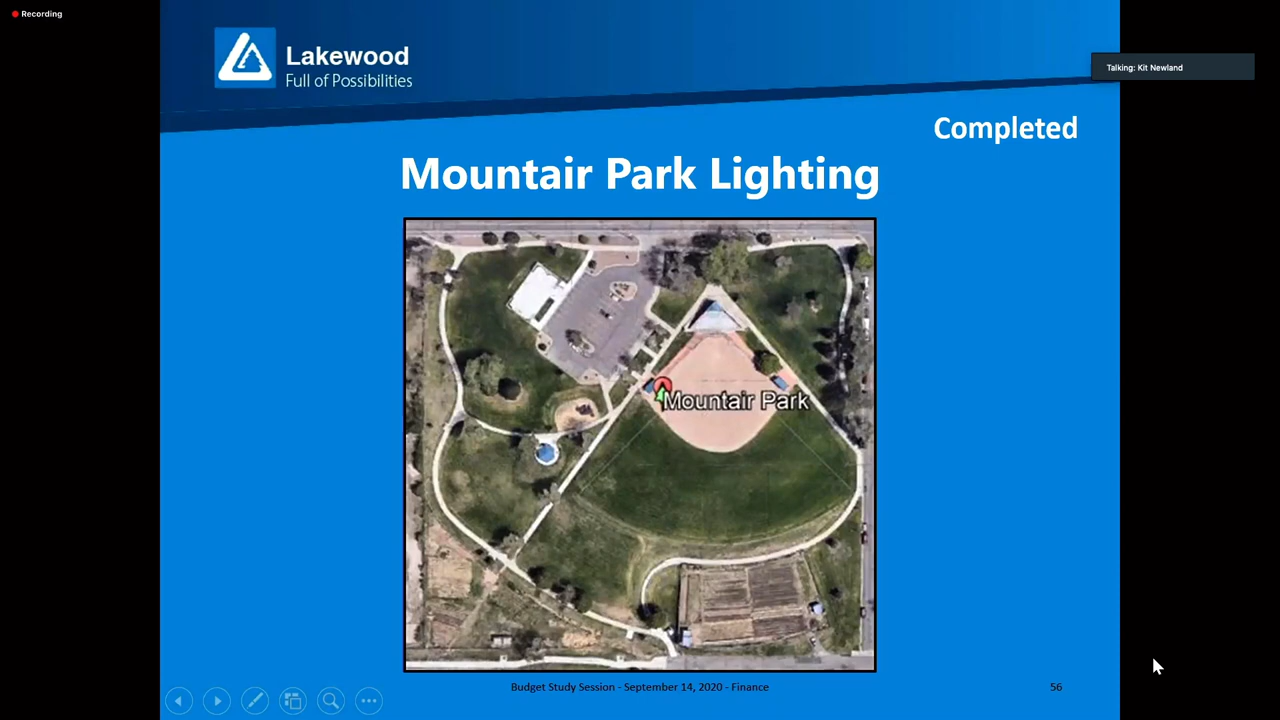 Recording
Lakewood
Full of Possibilities
Talking: Kit Newland
Completed
Mountair Park Lighting
Mountair Park
Budget Study Session - September 14, 2020 - Finance
56